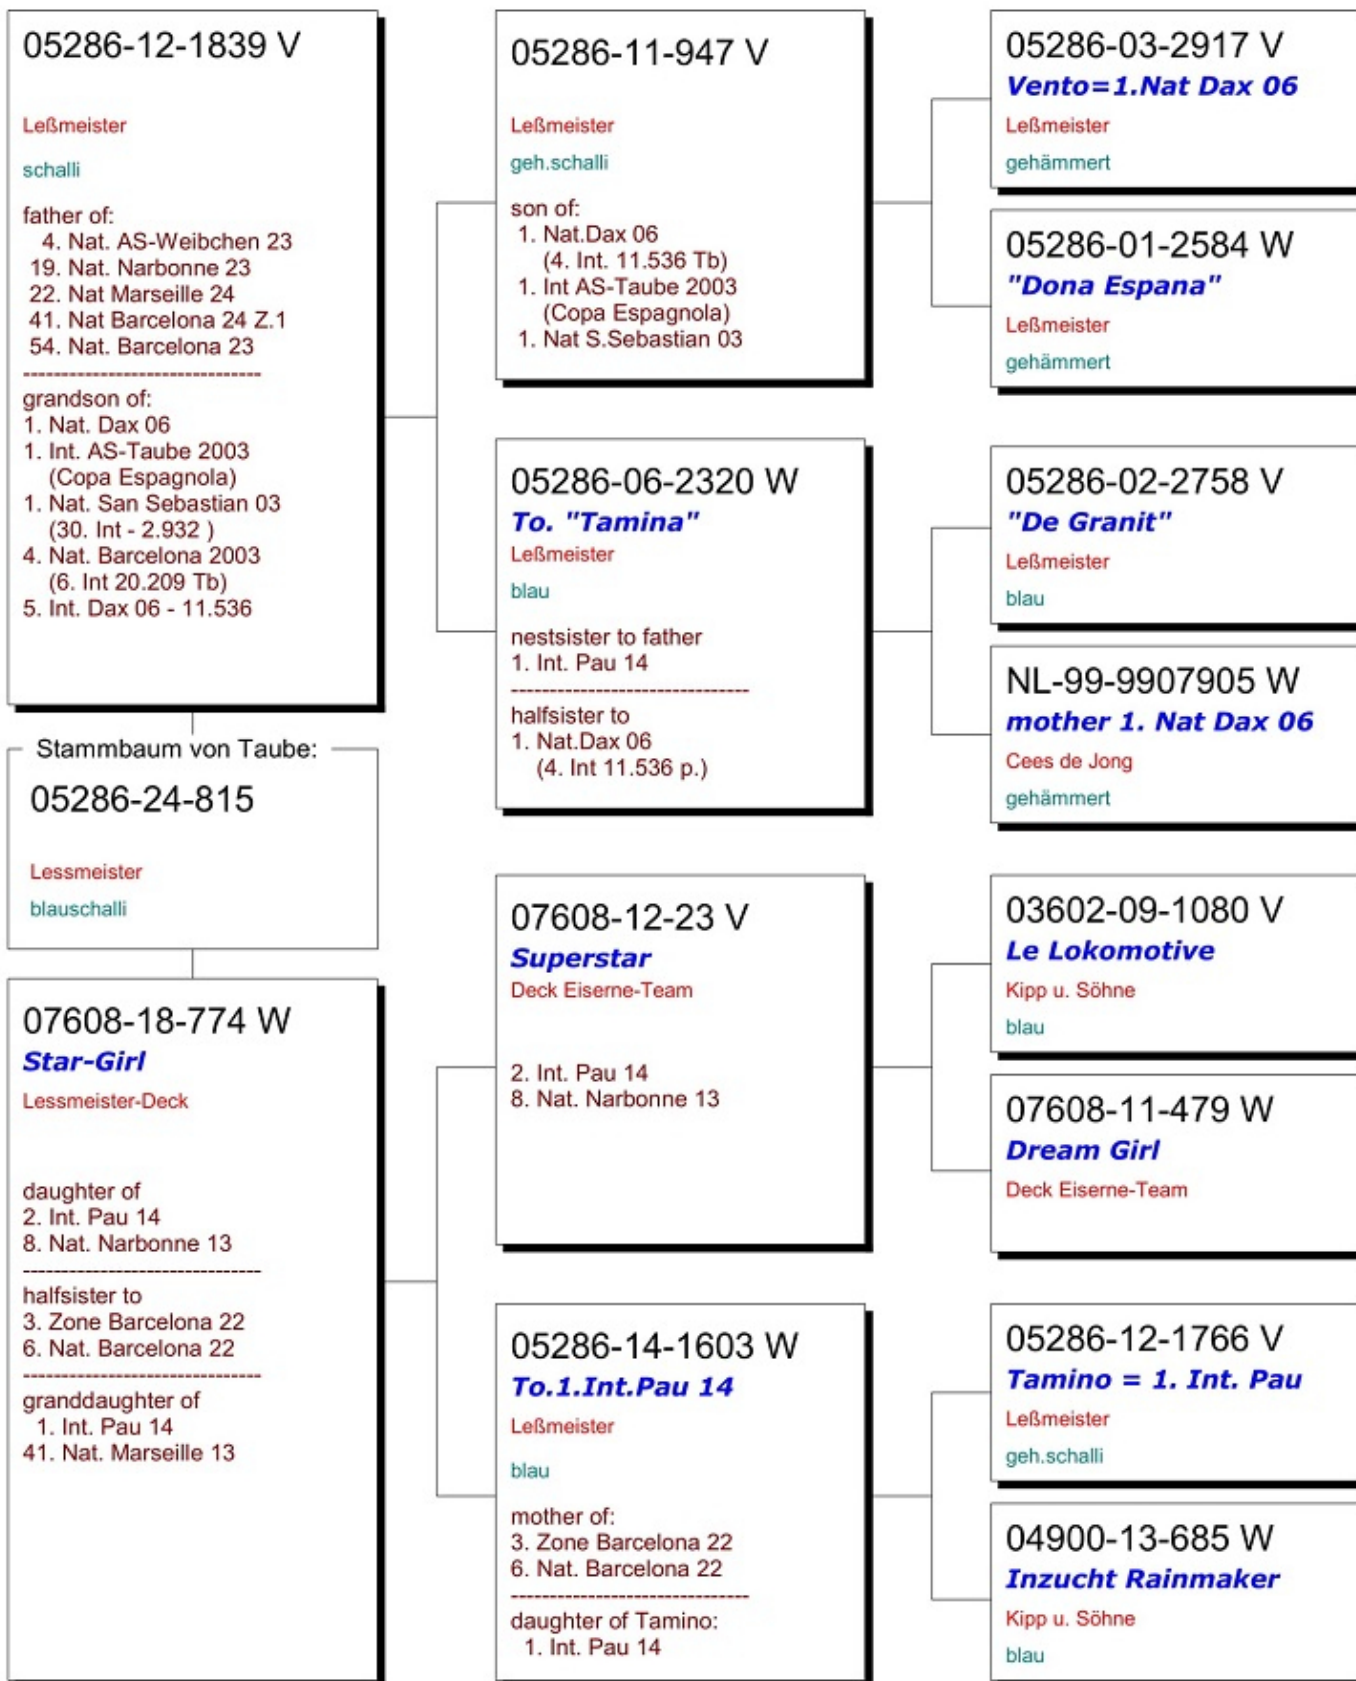 05286-12-1839 V
Leßmeister
schalli
father of:
4. Nat. AS-Weibchen 23
19. Nat. Narbonne 23
22. Nat Marseille 24
41. Nat Barcelona 24 Z.1
54. Nat. Barcelona 23
-------------------------------
grandson of:
1. Nat. Dax 06
1. Int. AS-Taube 2003
(Copa Espagnola)
1. Nat. San Sebastian 03
(30. Int - 2.932 )
4. Nat. Barcelona 2003
(6. Int 20.209 Tb)
5. Int. Dax 06 - 11.536
Stammbaum von Taube:
05286-24-815
Lessmeister
blauschalli
07608-18-774 W
Star-Girl
Lessmeister-Deck
daughter of
2. Int. Pau 14
8. Nat. Narbonne 13
-------------------------------
halfsister to
3. Zone Barcelona 22
6. Nat. Barcelona 22
-------------------------------
granddaughter of
1. Int. Pau 14
41. Nat. Marseille 13
05286-11-947 V
Leßmeister
geh.schalli
son of:
1. Nat.Dax 06
(4. Int. 11.536 Tb)
1. Int AS-Taube 2003
(Copa Espagnola)
1. Nat S.Sebastian 03
05286-06-2320 W
To. "Tamina"
Leßmeister
blau
nestsister to father
1. Int. Pau 14
-------------------------------
halfsister to
1. Nat.Dax 06
(4. Int 11.536 p.)
07608-12-23 V
Superstar
Deck Eiserne-Team
2. Int. Pau 14
8. Nat. Narbonne 13
05286-14-1603 W
To.1.Int.Pau 14
Leßmeister
blau
mother of:
3. Zone Barcelona 22
6. Nat. Barcelona 22
-------------------------------
daughter of Tamino:
1. Int. Pau 14
05286-03-2917 V
Vento=1.Nat Dax 06
Leßmeister
gehämmert
05286-01-2584 W
"Dona Espana"
Leßmeister
gehämmert
05286-02-2758 V
"De Granit"
Leßmeister
blau
NL-99-9907905 W
mother 1. Nat Dax 06
Cees de Jong
gehämmert
03602-09-1080 V
Le Lokomotive
Kipp u. Söhne
blau
07608-11-479 W
Dream Girl
Deck Eiserne-Team
05286-12-1766 V
Tamino = 1. Int. Pau
Leßmeister
geh.schalli
04900-13-685 W
Inzucht Rainmaker
Kipp u. Söhne
blau